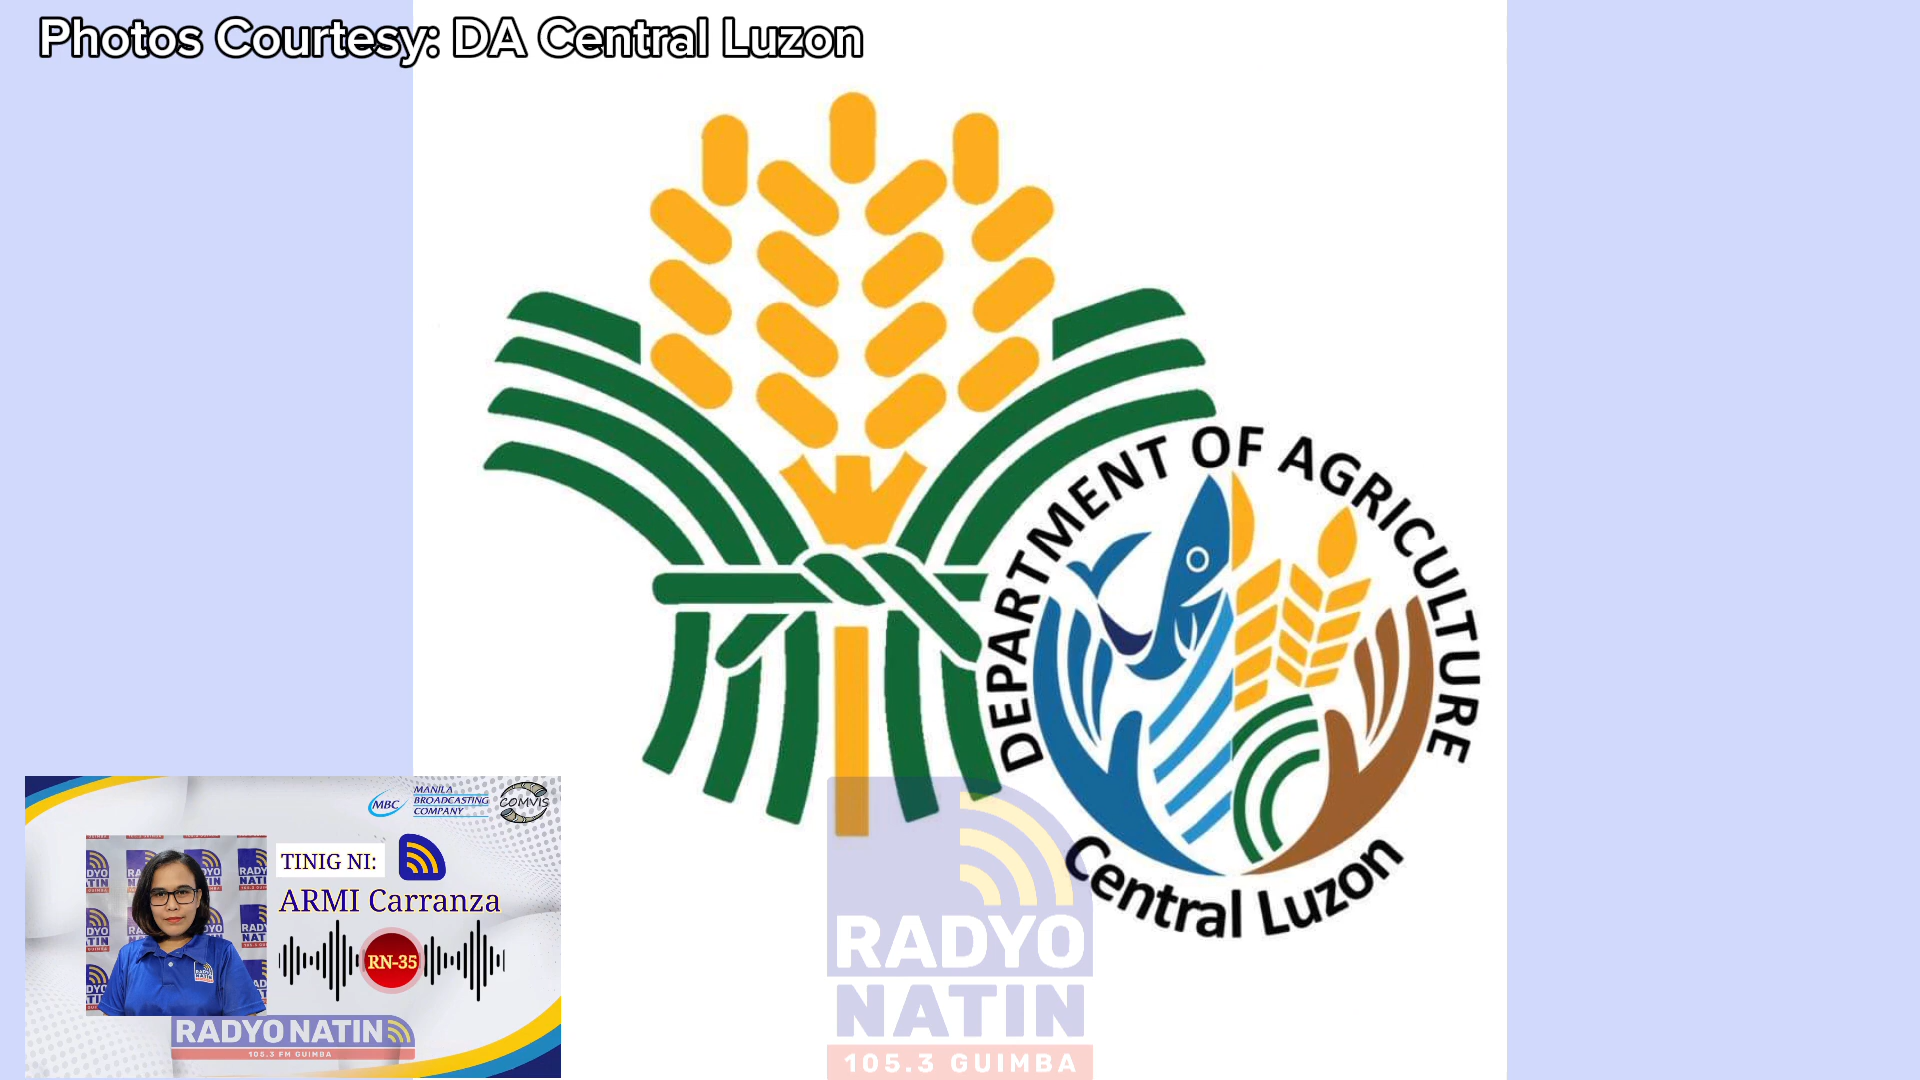 Photos Courtesy: DA Central Luzon
DEPARTMENT OF AGRICULTURE
Central Luzon
MBC
MANILA
BROADCASTING
COMPANY
COMVIS
TINIG NI:
ARMI Carranza
RN-35
RADYO NATIN
105.3 FM GUIMBA
RADYO
NATIN
105.3 GUIMBA